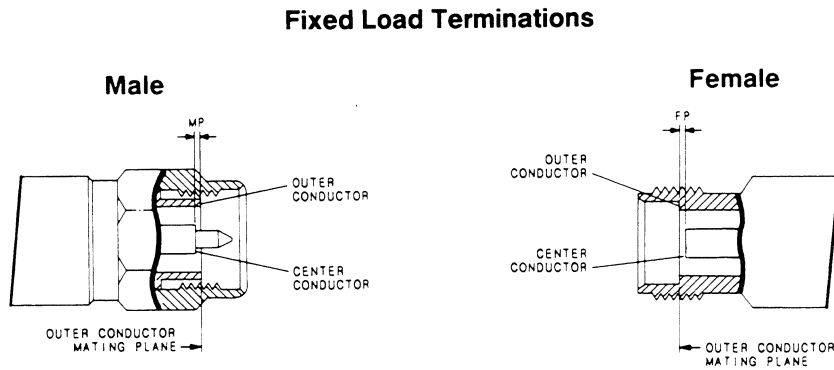 Fixed Load Terminations
Male
Female
MP
FP
OUTER
CONDUCTOR
CENTER
CONDUCTOR
OUTER CONDUCTOR
MATING PLANE
OUTER
CONDUCTOR
CENTER
CONDUCTOR
OUTER CONDUCTOR
MATING PLANE